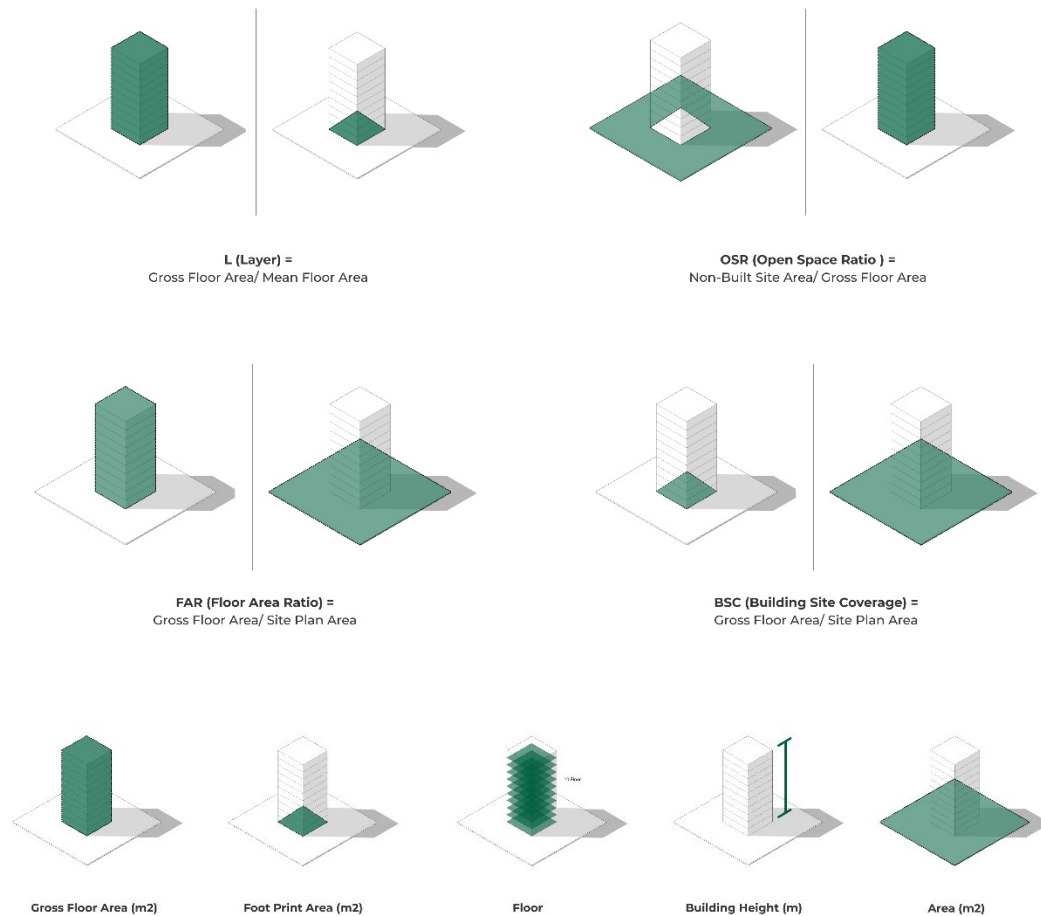 L (Layer) =
Gross Floor Area/ Mean Floor Area
OSR (Open Space Ratio ) =
Non-Built Site Area/ Gross Floor Area
FAR (Floor Area Ratio) =
Gross Floor Area/ Site Plan Area
BSC (Building Site Coverage) =
Gross Floor Area/ Site Plan Area
Floor
Gross Floor Area (m2)
Foot Print Area (m2)
Floor
Building Height (m)
Area (m2)